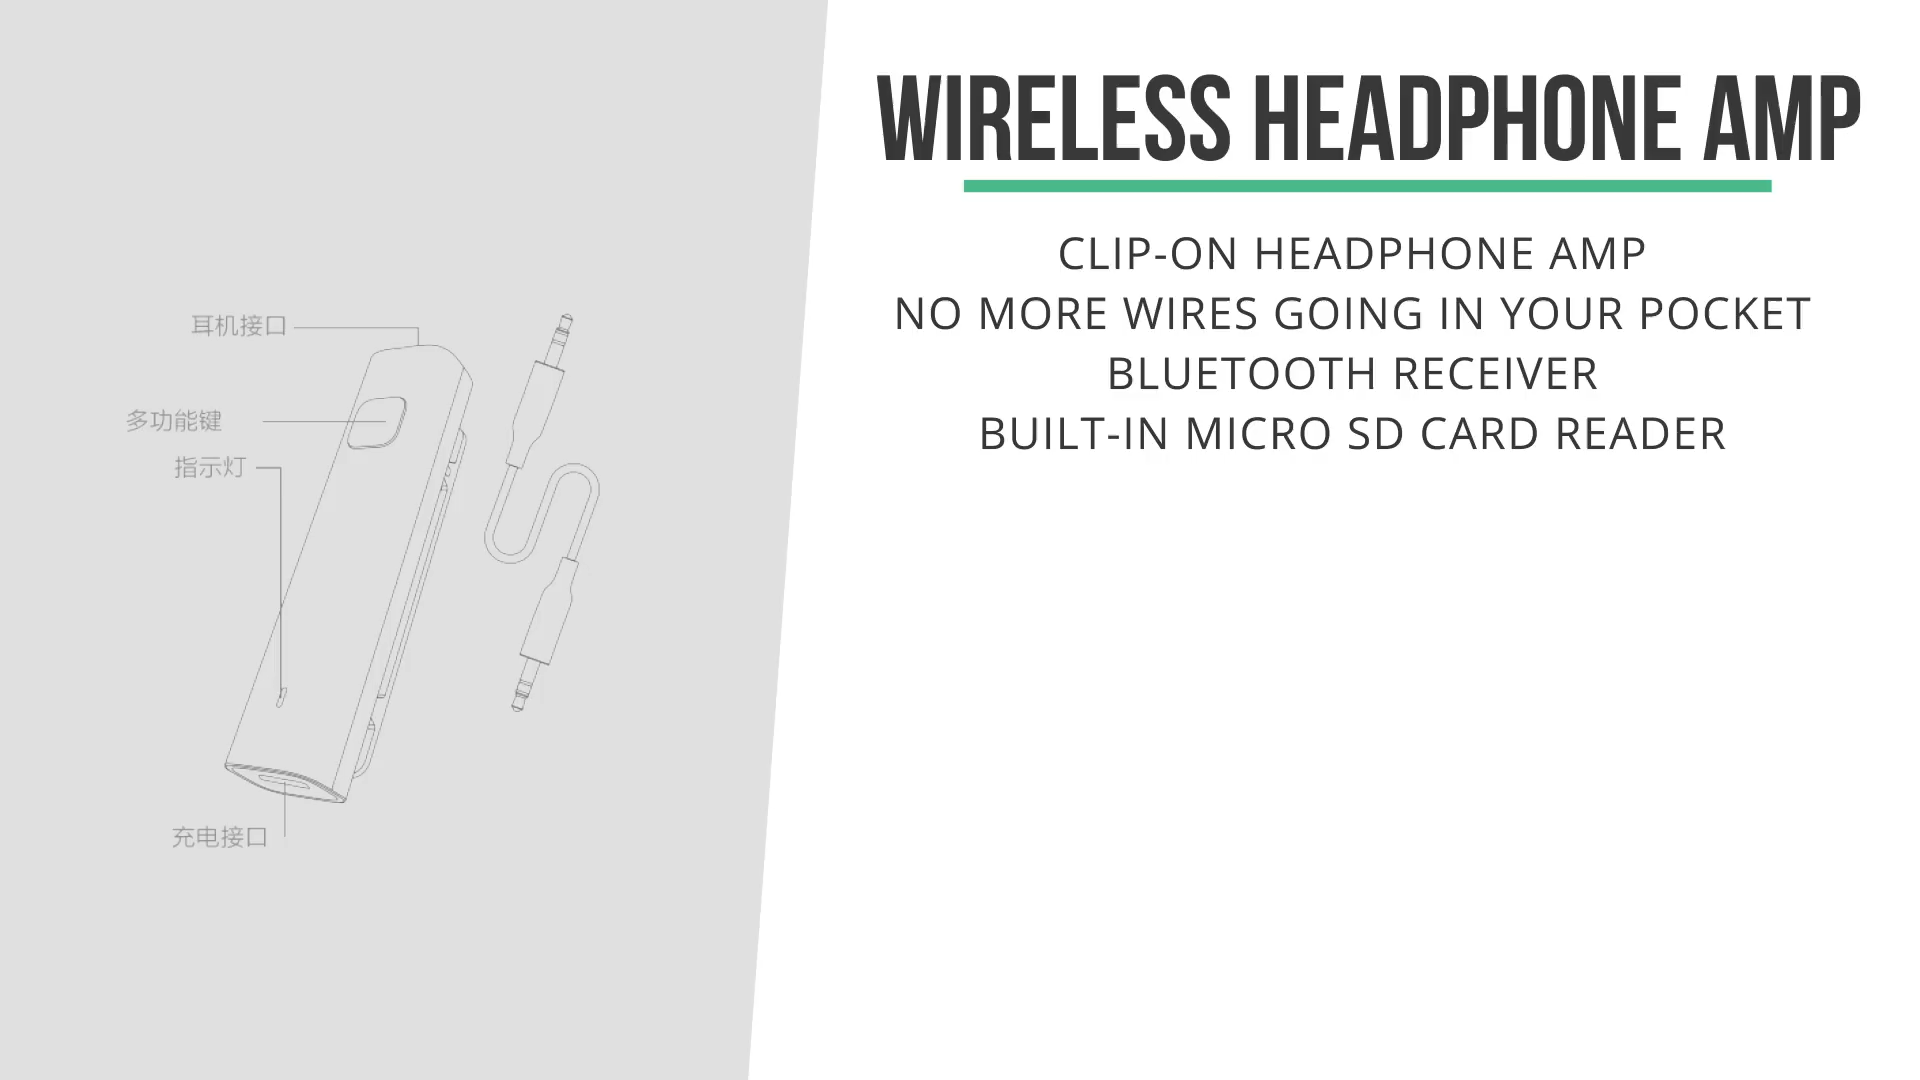 WIRELESS HEADPHONE AMP
CLIP-ON HEADPHONE AMP
NO MORE WIRES GOING IN YOUR POCKET
BLUETOOTH RECEIVER
BUILT-IN MICRO SD CARD READER
耳机接口
多功能键
指示灯
充电接口